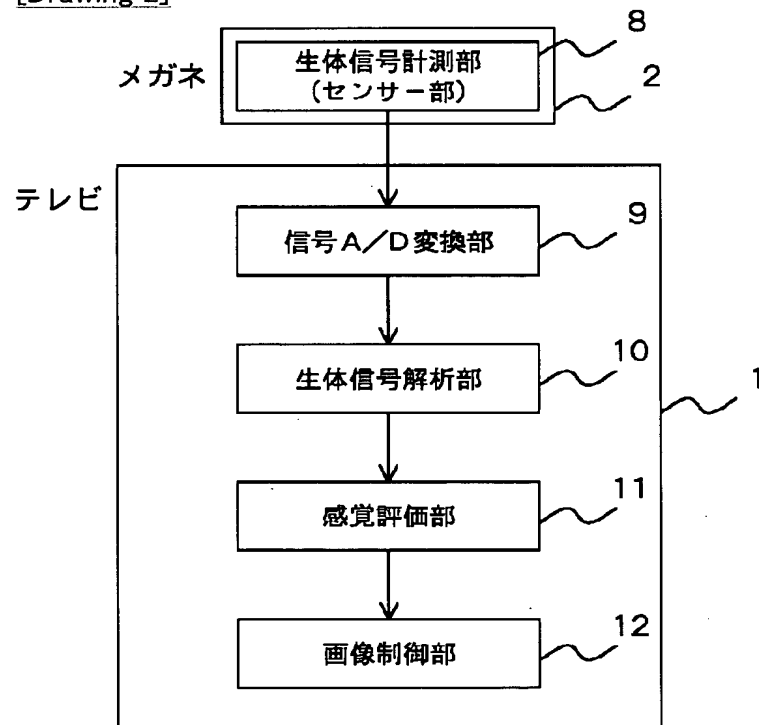 [Drawing 2]
8
メガネ
生体信号計測部
(センサー部)
2
テレビ
9
信号A/D変換部
10
生体信号解析部
1
11
感覚評価部
12
画像制御部